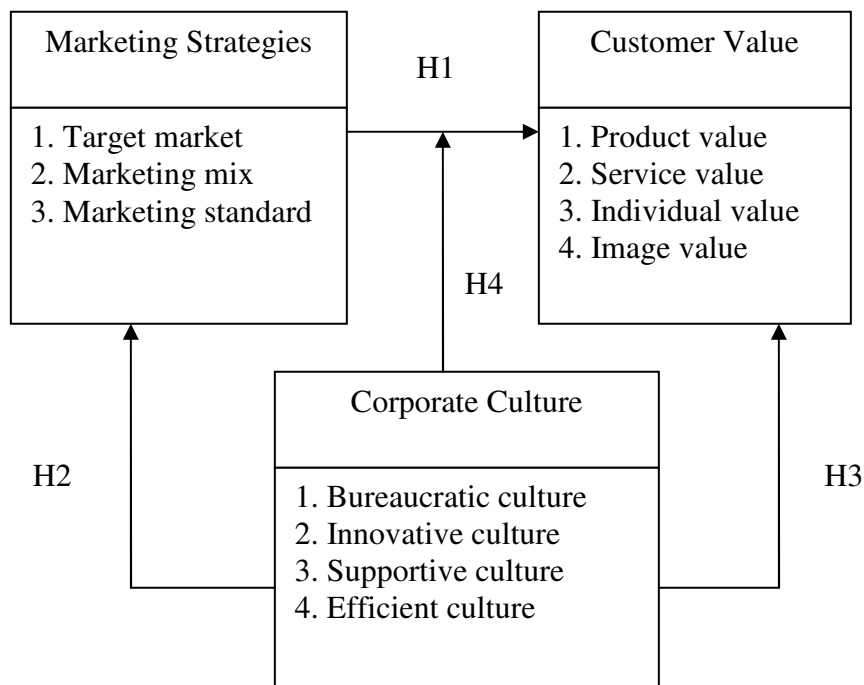 Marketing Strategies
1. Target market
2. Marketing mix
3. Marketing standard
H1
Customer Value
1. Product value
2. Service value
3. Individual value
4. Image value
H4
H2
Corporate Culture
1. Bureaucratic culture
2. Innovative culture
3. Supportive culture
4. Efficient culture
H3